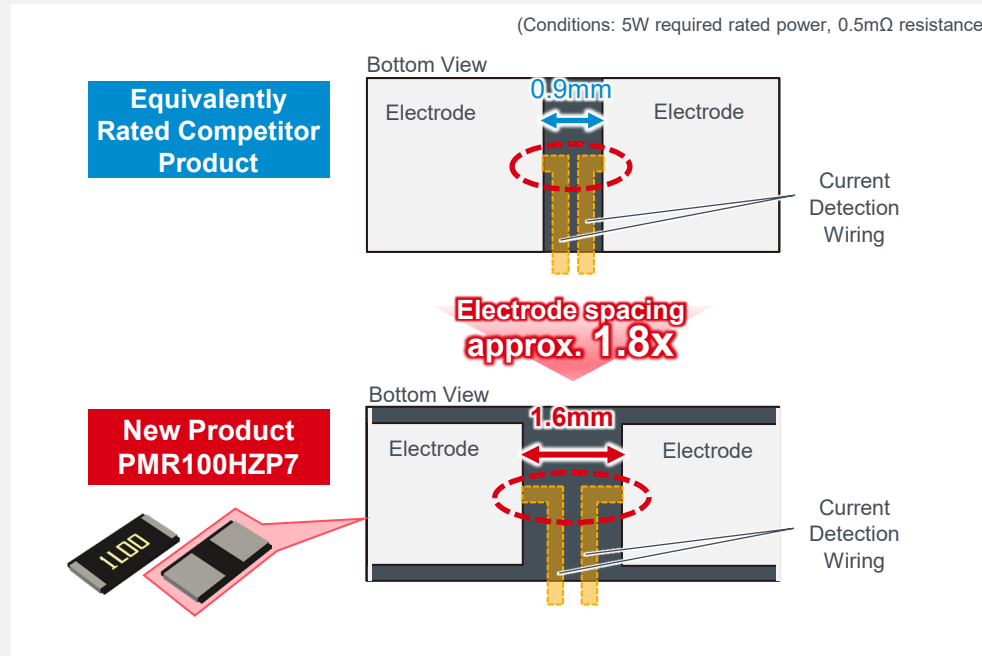 (Conditions: 5W required rated power, 0.5mΩ resistance
Bottom View
Equivalently
Rated Competitor
Product
Electrode
0.9mm
Electrode
Current
Detection
Wiring
Electrode spacing
approx. 1.8x
Bottom View
New Product
PMR100HZP7
Electrode
1.6mm
Electrode
1L00
Current
Detection
Wiring